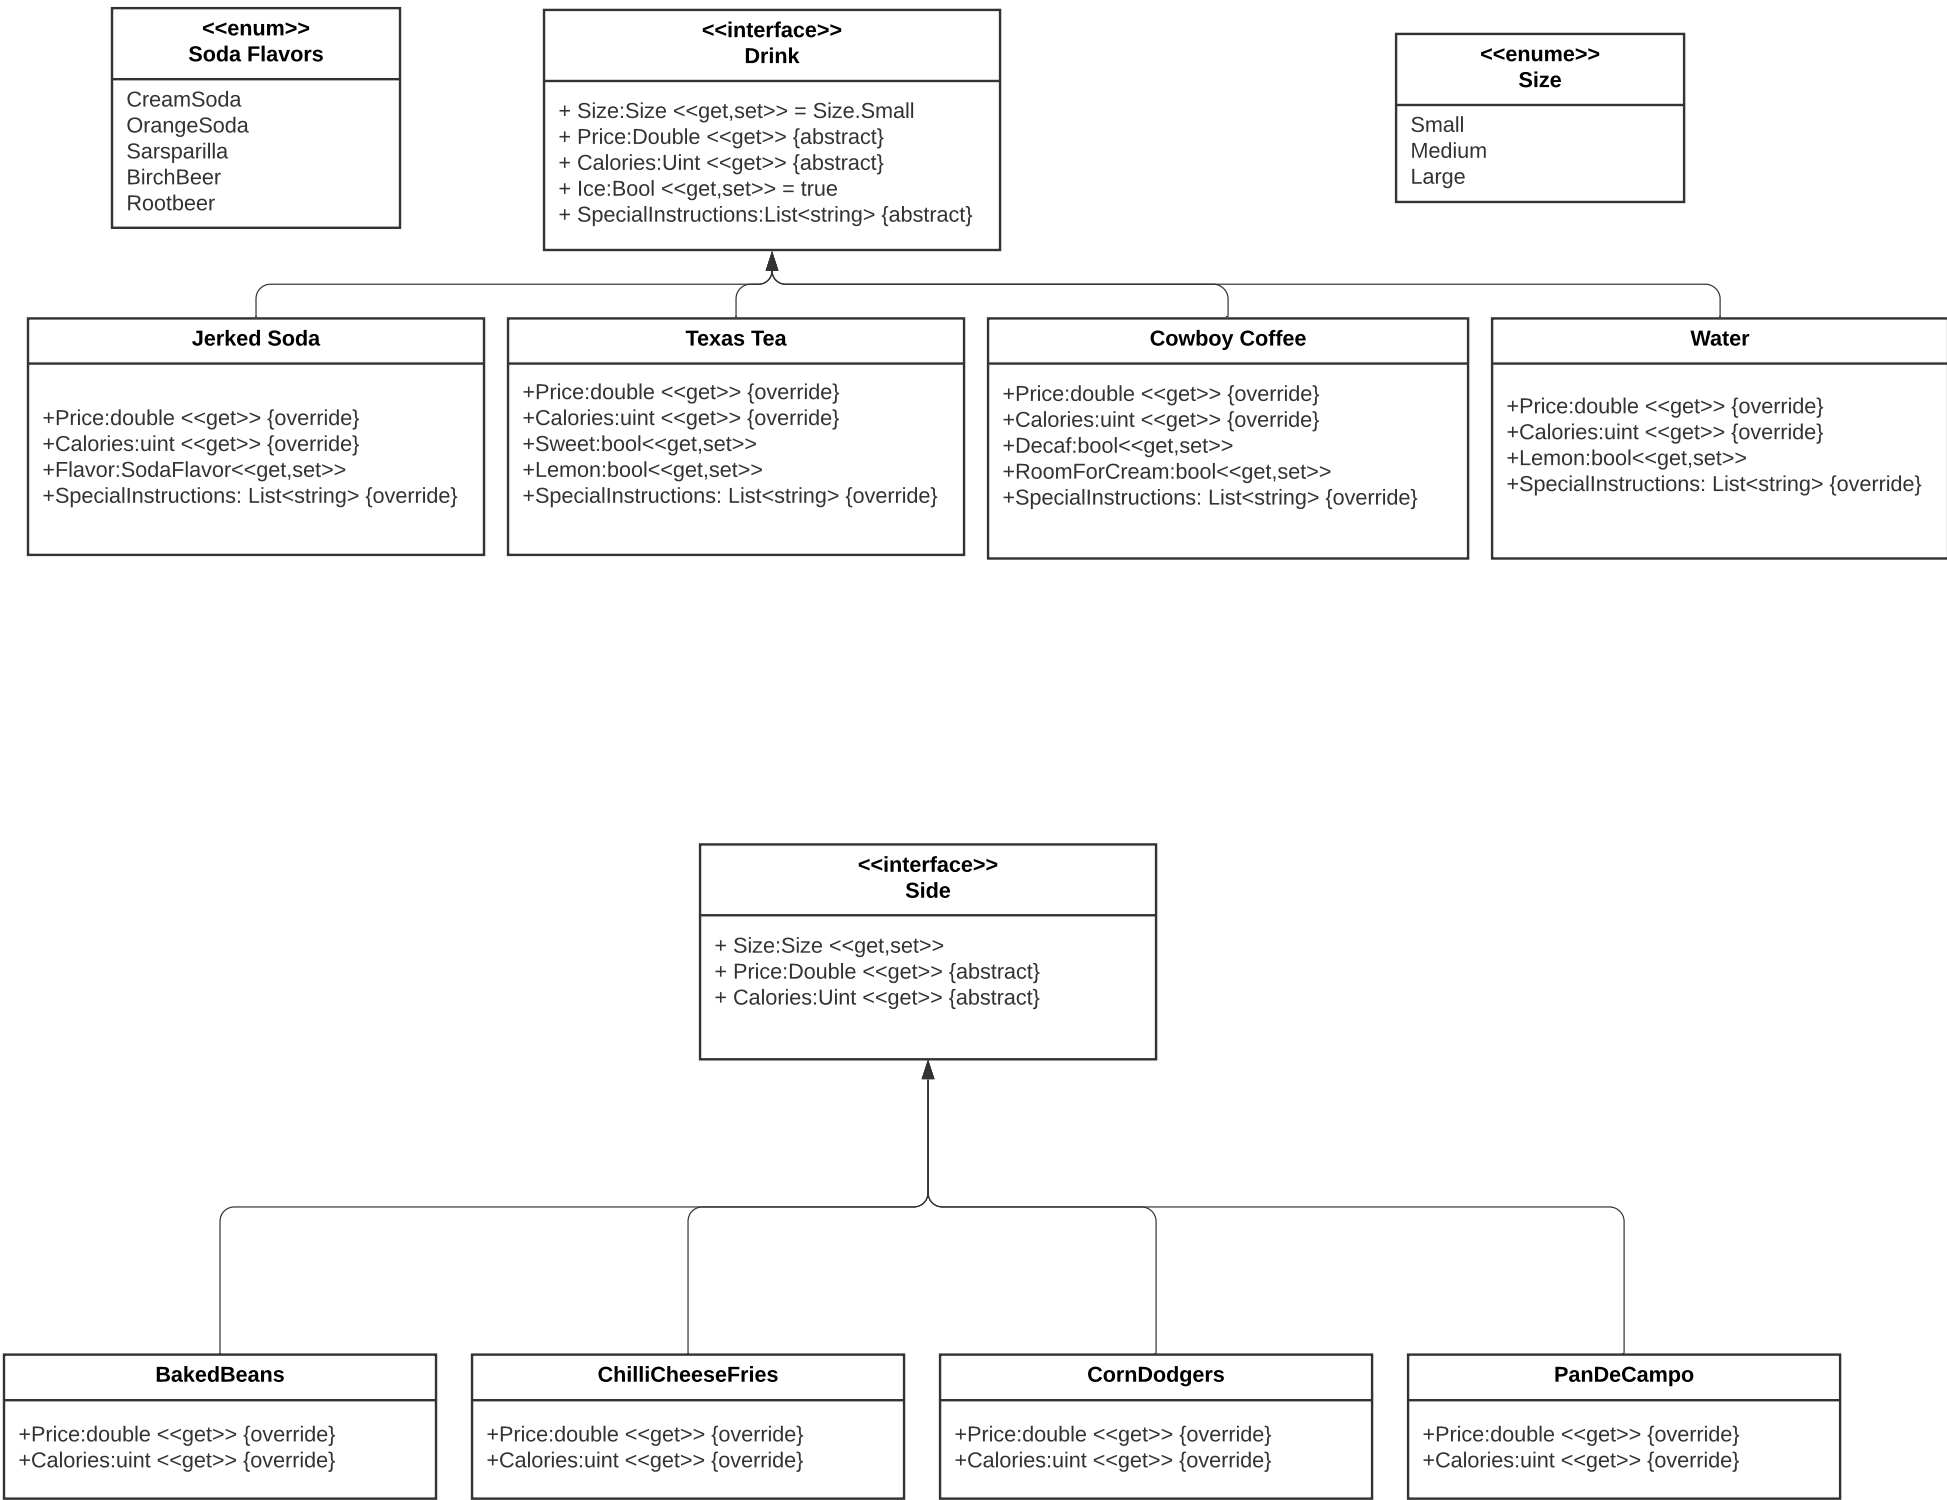 <<enum>>
Soda Flavors
CreamSoda
OrangeSoda
Sarsparilla
BirchBeer
Rootbeer
<<interface>>
Drink
+ Size:Size <<get,set>> = Size.Small
+ Price:Double <<get>> {abstract}
+ Calories:Uint <<get>> {abstract}
+ Ice:Bool <<get,set>> = true
+ SpecialInstructions:List<string> {abstract}
<<enume>>
Size
Small
Medium
Large
Jerked Soda
+Price:double <<get>> {override}
+Calories:uint <<get>> {override}
+Flavor:SodaFlavor<<get,set>>
+SpecialInstructions: List<string> {override}
Texas Tea
+Price:double <<get>> {override}
+Calories:uint <<get>> {override}
+Sweet:bool<<get,set>>
+Lemon:bool<<get,set>>
+SpecialInstructions: List<string> {override}
Cowboy Coffee
+Price:double <<get>> {override}
+Calories:uint <<get>> {override}
+Decaf:bool<<get,set>>
+RoomForCream:bool<<get,set>>
+SpecialInstructions: List<string> {override}
Water
+Price:double <<get>> {override}
+Calories:uint <<get>> {override}
+Lemon:bool<<get,set>>
+SpecialInstructions: List<string> {override}
<<interface>>
Side
+ Size:Size <<get,set>>
+ Price:Double <<get>> {abstract}
+ Calories:Uint <<get>> {abstract}
BakedBeans
+Price:double <<get>> {override}
+Calories:uint <<get>> {override}
ChilliCheeseFries
+Price:double <<get>> {override}
+Calories:uint <<get>> {override}
CornDodgers
+Price:double <<get>> {override}
+Calories:uint <<get>> {override}
PanDeCampo
+Price:double <<get>> {override}
+Calories:uint <<get>> {override}